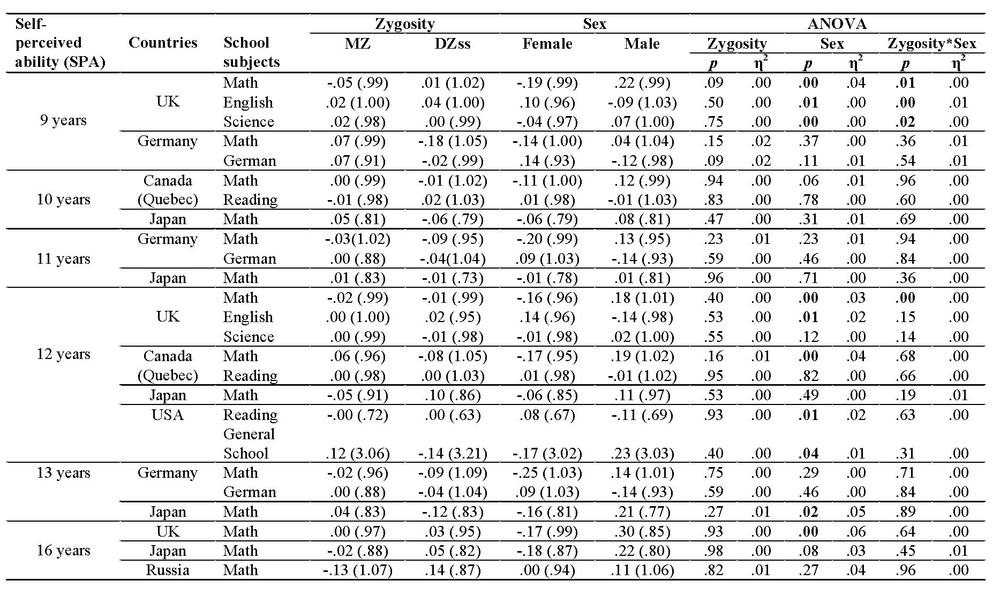 Self- Zygosity Sex ANOVA
perceived Countries School MZ DZss Female Male Zygosity Sex Zygosity*Sex
ability (SPA) subjects p η² p η² p η²
Math -.05 (.99) .01 (1.02) -.19 (.99) .22 (.99) .09 .00 .00 .04 .01 .00
UK English .02 (1.00) .04 (1.00) .10 (.96) -.09 (1.03) .50 .00 .01 .00 .00 .01
9 years Science .02 (.98) .00 (.99) -.04 (.97) .07 (1.00) .75 .00 .00 .00 .02 .00
Germany Math .07 (.99) -.18 (1.05) -.14 (1.00) .04 (1.04) .15 .02 .37 .00 .36 .01
German .07 (.91) -.02 (.99) .14 (.93) -.12 (.98) .09 .02 .11 .01 .54 .01
Canada Math .00 (.99) -.01 (1.02) -.11 (1.00) .12 (.99) .94 .00 .06 .01 .96 .00
10 years (Quebec) Reading -.01 (.98) .02 (1.03) .01 (.98) -.01 (1.03) .83 .00 .78 .00 .60 .00
Japan Math .05 (.81) -.06 (.79) -.06 (.79) .08 (.81) .47 .00 .31 .01 .69 .00
Germany Math -.03(1.02) -.09 (.95) -.20 (.99) .13 (.95) .23 .01 .23 .01 .94 .00
11 years German .00 (.88) -.04(1.04) .09 (1.03) -.14 (.93) .59 .00 .46 .00 .84 .00
Japan Math .01 (.83) -.01 (.73) -.01 (.78) .01 (.81) .96 .00 .71 .00 .36 .00
Math -.02 (.99) -.01 (.99) -.16 (.96) .18 (1.01) .40 .00 .00 .03 .00 .00
UK English .00 (1.00) .02 (.95) .14 (.96) -.14 (.98) .53 .00 .01 .02 .15 .00
Science .00 (.99) -.01 (.98) -.01 (.98) .02 (1.00) .55 .00 .12 .00 .14 .00
12 years Canada Math .06 (.96) -.08 (1.05) -.17 (.95) .19 (1.02) .16 .01 .00 .04 .68 .00
(Quebec) Reading .00 (.98) .00 (1.03) .01 (.98) -.01 (1.02) .95 .00 .82 .00 .66 .00
Japan Math -.05 (.91) .10 (.86) -.06 (.85) .11 (.97) .53 .00 .49 .00 .19 .01
USA Reading -.00 (.72) .00 (.63) .08 (.67) -.11 (.69) .93 .00 .01 .02 .63 .00
General
School .12 (3.06) -.14 (3.21) -.17 (3.02) .23 (3.03) .40 .00 .04 .01 .31 .00
13 years Germany Math -.02 (.96) -.09 (1.09) -.25 (1.03) .14 (1.01) .75 .00 .29 .00 .71 .00
German .00 (.88) -.04 (1.04) .09 (1.03) -.14 (.93) .59 .00 .46 .00 .84 .00
Japan Math .04 (.83) -.12 (.83) -.16 (.81) .21 (.77) .27 .01 .02 .05 .89 .00
UK Math .00 (.97) .03 (.95) -.17 (.99) .30 (.85) .93 .00 .00 .06 .64 .00
16 years Japan Math -.02 (.88) .05 (.82) -.18 (.87) .22 (.80) .98 .00 .08 .03 .45 .01
Russia Math -.13 (1.07) .14 (.87) .00 (.94) .11 (1.06) .82 .01 .27 .04 .96 .00